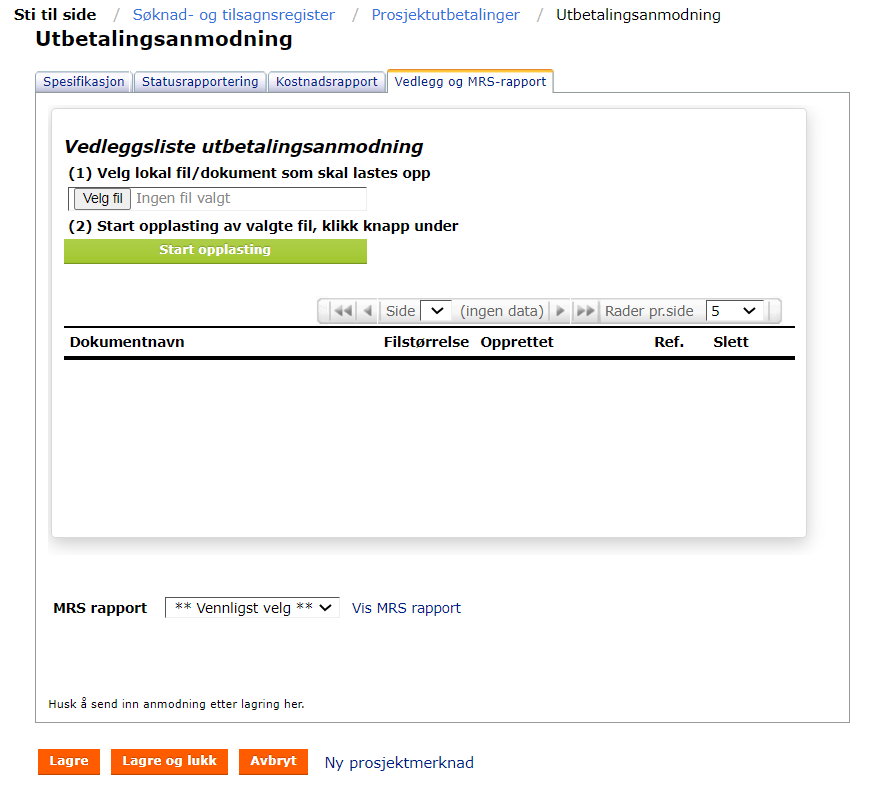 Sti til side / Søknad- og tilsagnsregister / Prosjektutbetalinger / Utbetalingsanmodning
Utbetalingsanmodning
Spesifikasjon Statusrapportering Kostnadsrapport Vedlegg og MRS-rapport
Vedleggsliste utbetalingsanmodning
(1) Velg lokal fil/dokument som skal lastes opp
Velg fil Ingen fil valgt
(2) Start opplasting av valgte fil, klikk knapp under
Start opplasting
Side (ingen data) Rader pr.side 5
Dokumentnavn Filstørrelse Opprettet Ref. Slett
MRS rapport ** Vennligst velg ** Vis MRS rapport
Husk å send inn anmodning etter lagring her.
Lagre Lagre og lukk Avbryt Ny prosjektmerknad